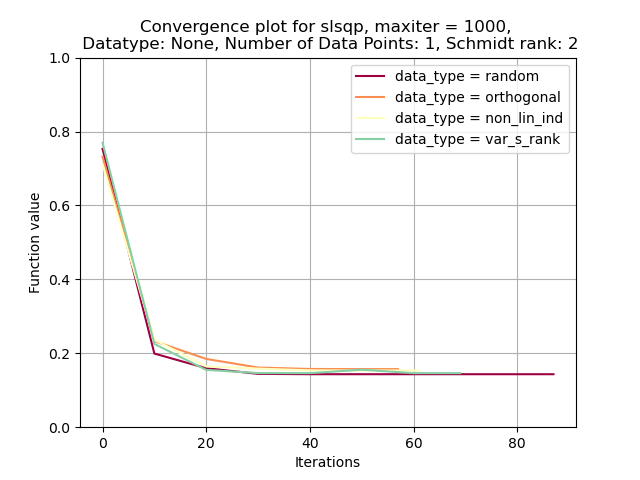 Convergence plot for slsqp, maxiter = 1000,
Datatype: None, Number of Data Points: 1, Schmidt rank: 2
1.0
0.8
0.6
0.4
0.2
0.0
Function value
data_type = random
data_type = orthogonal
data_type = non_lin_ind
data_type = var_s_rank
0
20
40
60
80
Iterations